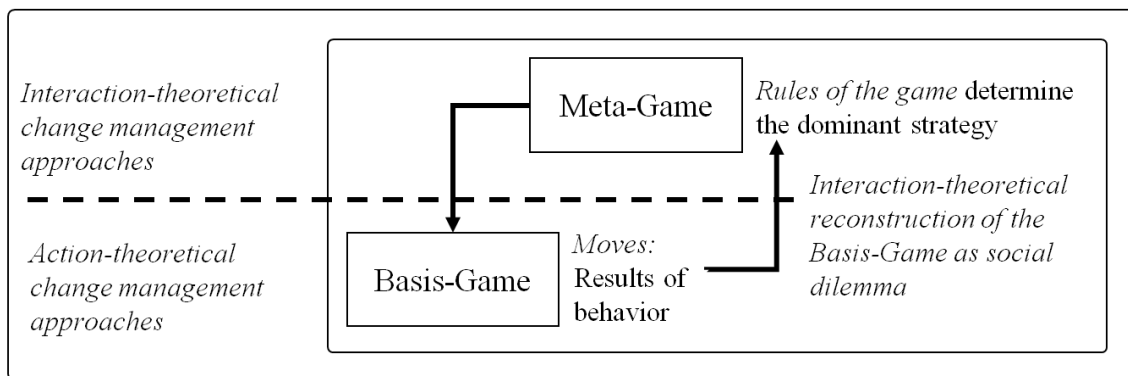 Interaction-theoretical
change management
approaches
Meta-Game
Rules of the game determine
the dominant strategy
Action-theoretical
change management
approaches
Basis-Game
Moves:
Results of
behavior
Interaction-theoretical
reconstruction of the
Basis-Game as social
dilemma